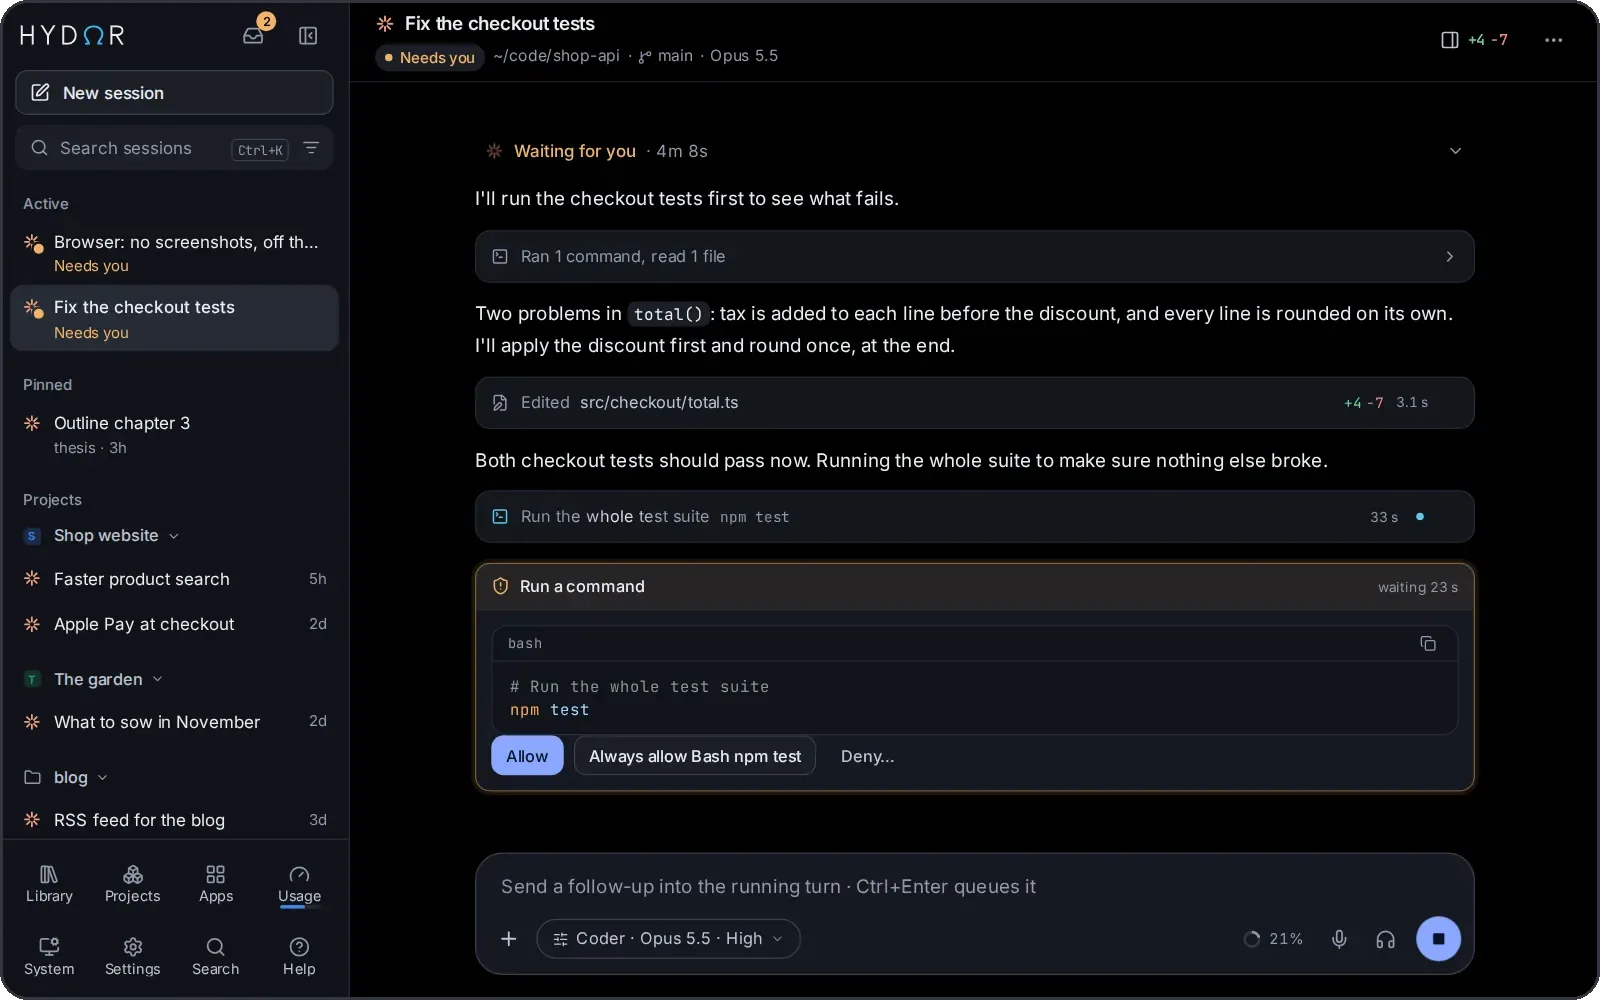 HYDΩR
2
New session
Search sessions Ctrl+K
Active
Browser: no screenshots, off th...
Needs you
Fix the checkout tests
Needs you
Pinned
Outline chapter 3
thesis · 3h
Projects
S Shop website
Faster product search 5h
Apple Pay at checkout 2d
T The garden
What to sow in November 2d
blog
RSS feed for the blog 3d
Library Projects Apps Usage
System Settings Search Help
Fix the checkout tests
Needs you ~/code/shop-api · main · Opus 5.5
+4 -7
Waiting for you · 4m 8s
I'll run the checkout tests first to see what fails.
Ran 1 command, read 1 file
Two problems in total(): tax is added to each line before the discount, and every line is rounded on its own.
I'll apply the discount first and round once, at the end.
Edited src/checkout/total.ts +4 -7 3.1 s
Both checkout tests should pass now. Running the whole suite to make sure nothing else broke.
Run the whole test suite npm test 33 s
Run a command waiting 23 s
bash
# Run the whole test suite
npm test
Allow Always allow Bash npm test Deny...
Send a follow-up into the running turn · Ctrl+Enter queues it
Coder · Opus 5.5 · High 21%